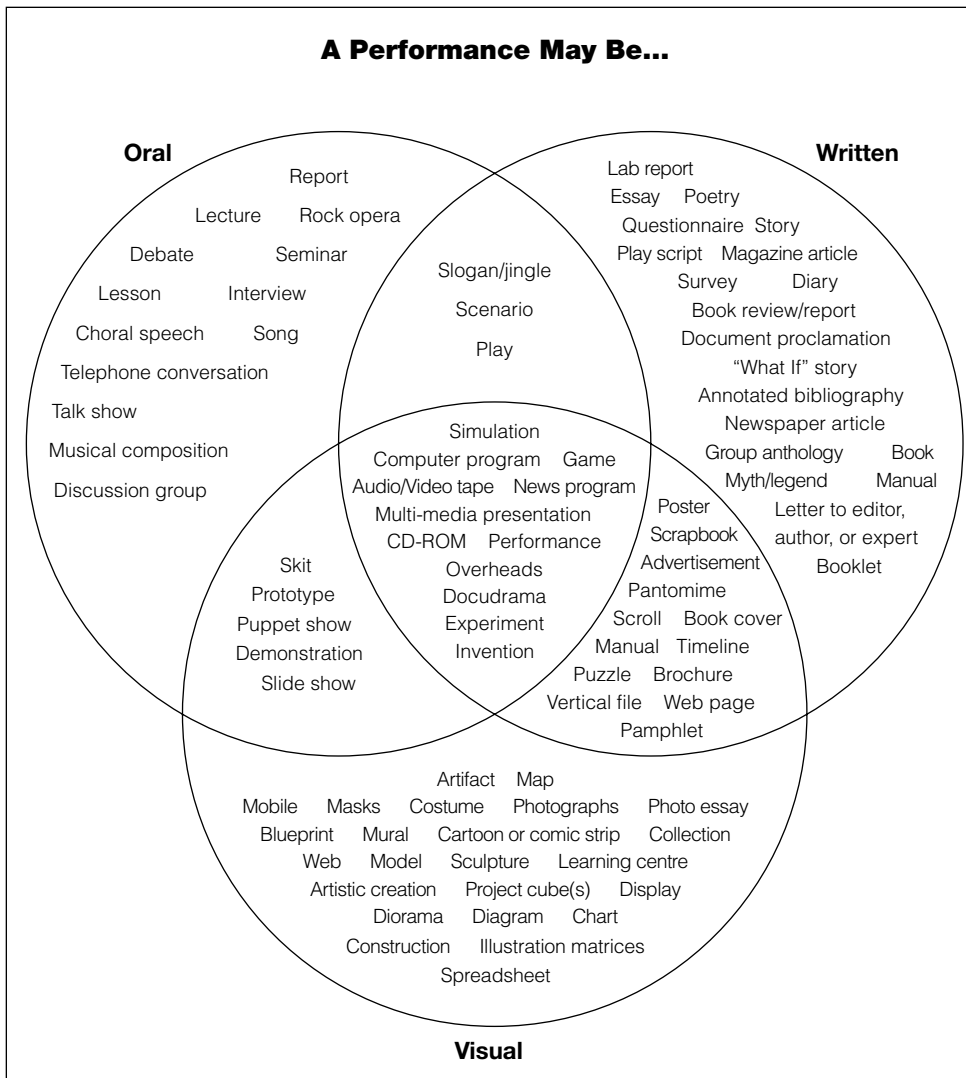 A Performance May Be...
Oral
Report
Lecture Rock opera
Debate Seminar
Lesson Interview
Choral speech Song
Telephone conversation
Talk show
Musical composition
Discussion group
Slogan/jingle
Scenario
Play
Written
Lab report
Essay Poetry
Questionnaire Story
Play script Magazine article
Survey Diary
Book review/report
Document proclamation
“What If” story
Annotated bibliography
Newspaper article
Group anthology Book
Myth/legend Manual
Letter to editor,
author, or expert
Booklet
Simulation
Computer program Game
Audio/Video tape News program
Multi-media presentation
CD-ROM Performance
Overheads
Docudrama
Experiment
Invention
Skit
Prototype
Puppet show
Demonstration
Slide show
Poster
Scrapbook
Advertisement
Pantomime
Scroll Book cover
Manual Timeline
Puzzle Brochure
Vertical file Web page
Pamphlet
Artifact Map
Mobile Masks Costume Photographs Photo essay
Blueprint Mural Cartoon or comic strip Collection
Web Model Sculpture Learning centre
Artistic creation Project cube(s) Display
Diorama Diagram Chart
Construction Illustration matrices
Spreadsheet
Visual